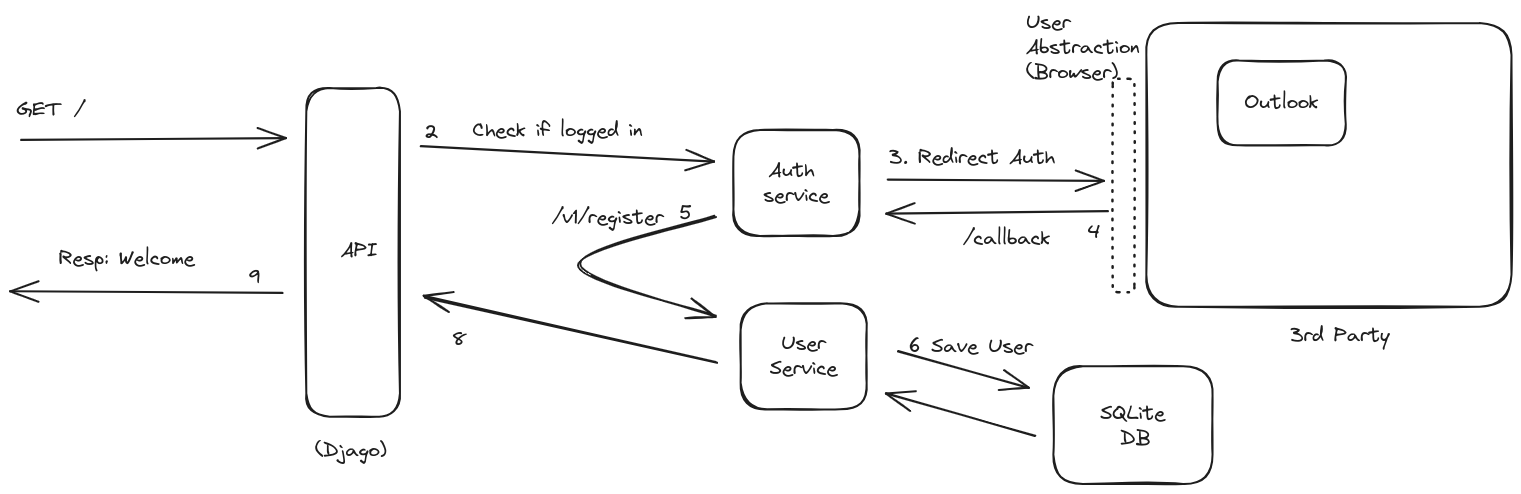 User
Abstraction
(Browser)
Outlook
GET /
2 Check if logged in
Auth
service
3. Redirect Auth
/v1/register 5
/callback 4
API
Resp: Welcome
9
8
User
Service
6 Save User
3rd Party
SQLite
DB
(Djago)